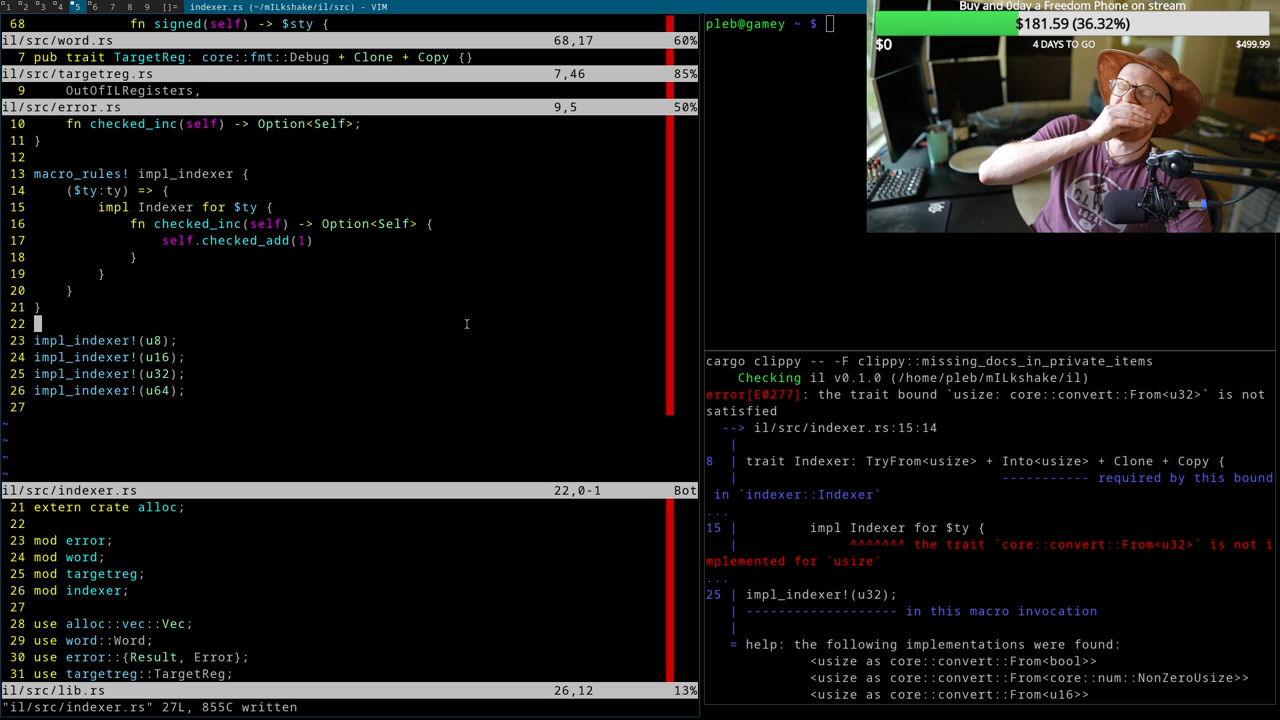 1 2 3 4 5 6 7 8 9 []= indexer.rs (~/mILkshake/il/src) - VIM
68 fn signed(self) -> $sty {
il/src/word.rs 68,17 60%
7 pub trait TargetReg: core::fmt::Debug + Clone + Copy {}
il/src/targetreg.rs 7,46 85%
9 OutOfILRegisters,
il/src/error.rs 9,5 50%
10 fn checked_inc(self) -> Option<Self>;
11 }
12
13 macro_rules! impl_indexer {
14 ($ty:ty) => {
15 impl Indexer for $ty {
16 fn checked_inc(self) -> Option<Self> {
17 self.checked_add(1)
18 }
19 }
20 }
21 }
22
23 impl_indexer!(u8);
24 impl_indexer!(u16);
25 impl_indexer!(u32);
26 impl_indexer!(u64);
27
~
~
~
~
il/src/indexer.rs 22,0-1 Bot
21 extern crate alloc;
22
23 mod error;
24 mod word;
25 mod targetreg;
26 mod indexer;
27
28 use alloc::vec::Vec;
29 use word::Word;
30 use error::{Result, Error};
31 use targetreg::TargetReg;
il/src/lib.rs 26,12 13%
"il/src/indexer.rs" 27L, 855C written
pleb@gamey ~ $
Buy and 0day a Freedom Phone on stream
$181.59 (36.32%)
$0 4 DAYS TO GO $499.99
cargo clippy -- -F clippy::missing_docs_in_private_items
Checking il v0.1.0 (/home/pleb/mILkshake/il)
error[E0277]: the trait bound `usize: core::convert::From<u32>` is not
satisfied
--> il/src/indexer.rs:15:14
|
8 | trait Indexer: TryFrom<usize> + Into<usize> + Clone + Copy {
| ----------- required by this bound
in `indexer::Indexer`
...
15 | impl Indexer for $ty {
| ^^^^^^^ the trait `core::convert::From<u32>` is not i
mplemented for `usize`
...
25 | impl_indexer!(u32);
| ------------------- in this macro invocation
|
= help: the following implementations were found:
<usize as core::convert::From<bool>>
<usize as core::convert::From<core::num::NonZeroUsize>>
<usize as core::convert::From<u16>>